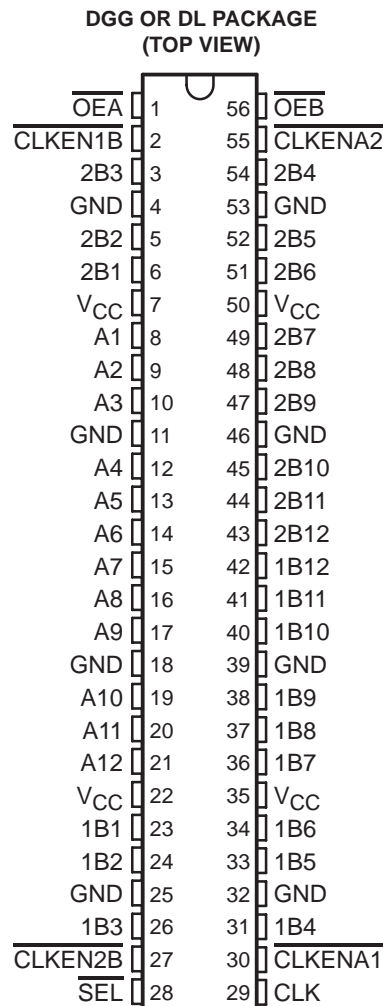 DGG OR DL PACKAGE
(TOP VIEW)
OEA 1 56 OEB
CLKEN1B 2 55 CLKENA2
2B3 3 54 2B4
GND 4 53 GND
2B2 5 52 2B5
2B1 6 51 2B6
VCC 7 50 VCC
A1 8 49 2B7
A2 9 48 2B8
A3 10 47 2B9
GND 11 46 GND
A4 12 45 2B10
A5 13 44 2B11
A6 14 43 2B12
A7 15 42 1B12
A8 16 41 1B11
A9 17 40 1B10
GND 18 39 GND
A10 19 38 1B9
A11 20 37 1B8
A12 21 36 1B7
VCC 22 35 VCC
1B1 23 34 1B6
1B2 24 33 1B5
GND 25 32 GND
1B3 26 31 1B4
CLKEN2B 27 30 CLKENA1
SEL 28 29 CLK